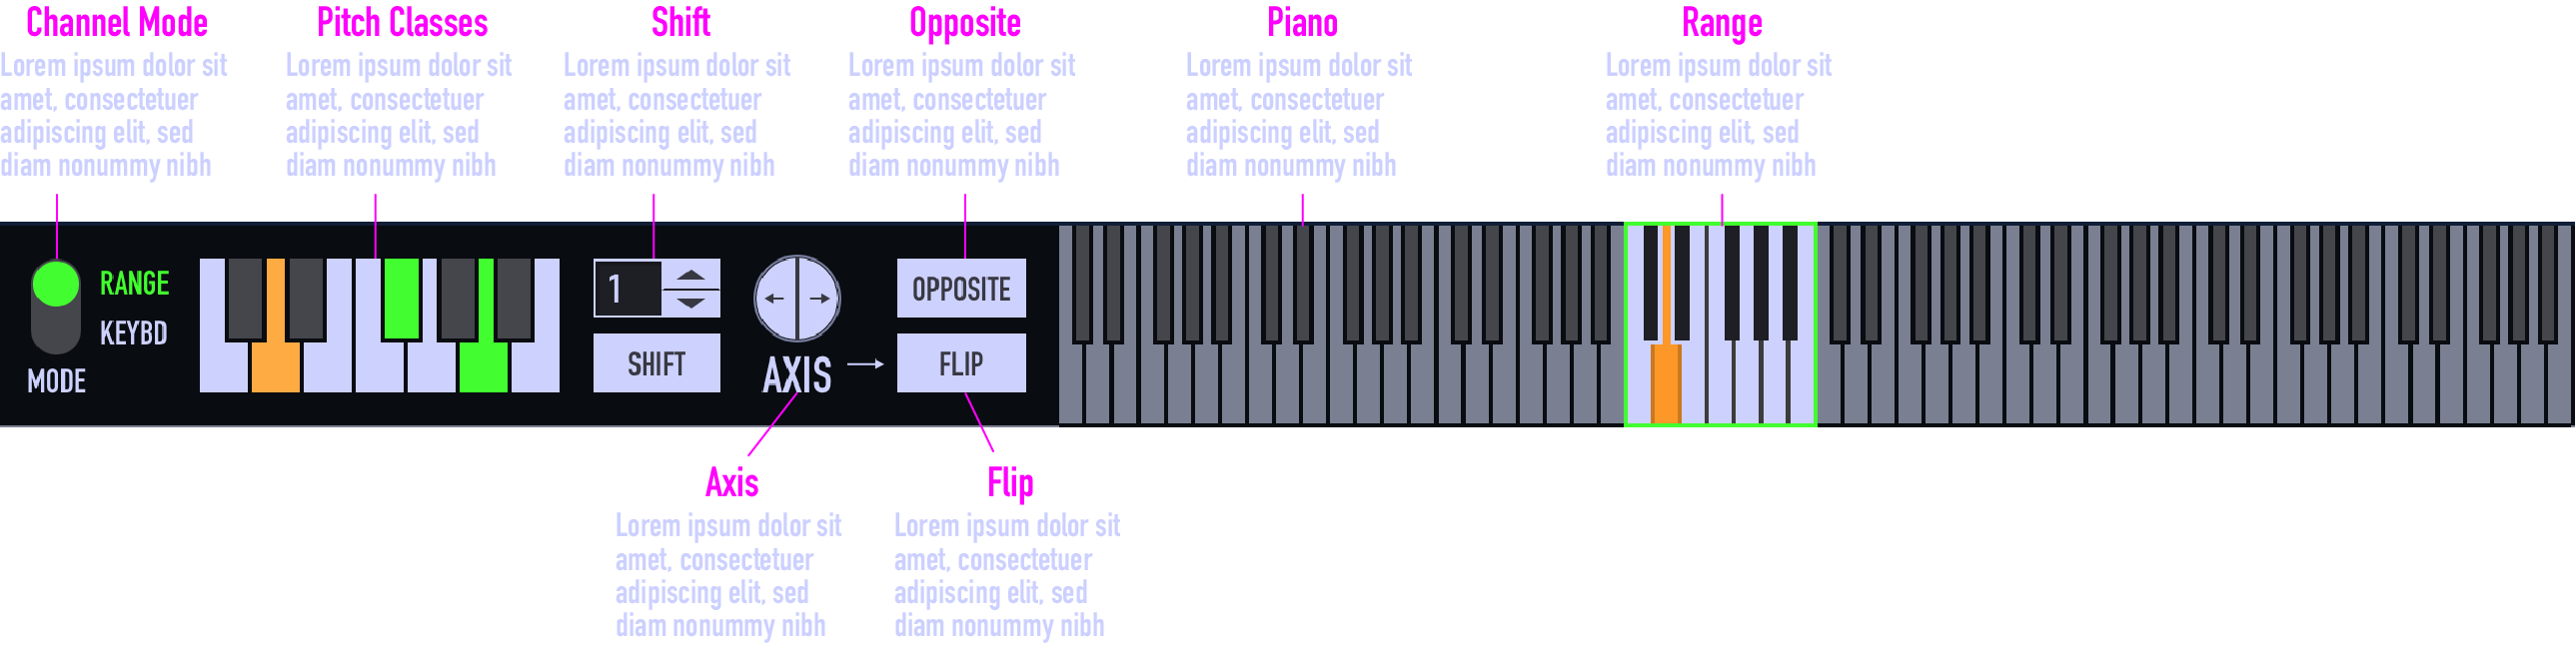 Channel Mode
Lorem ipsum dolor sit
amet, consectetuer
adipiscing elit, sed
diam nonummy nibh
Pitch Classes
Lorem ipsum dolor sit
amet, consectetuer
adipiscing elit, sed
diam nonummy nibh
Shift
Lorem ipsum dolor sit
amet, consectetuer
adipiscing elit, sed
diam nonummy nibh
Opposite
Lorem ipsum dolor sit
amet, consectetuer
adipiscing elit, sed
diam nonummy nibh
Piano
Lorem ipsum dolor sit
amet, consectetuer
adipiscing elit, sed
diam nonummy nibh
Range
Lorem ipsum dolor sit
amet, consectetuer
adipiscing elit, sed
diam nonummy nibh
RANGE
KEYBD
MODE
1
SHIFT
AXIS
OPPOSITE
FLIP
Axis
Lorem ipsum dolor sit
amet, consectetuer
adipiscing elit, sed
diam nonummy nibh
Flip
Lorem ipsum dolor sit
amet, consectetuer
adipiscing elit, sed
diam nonummy nibh